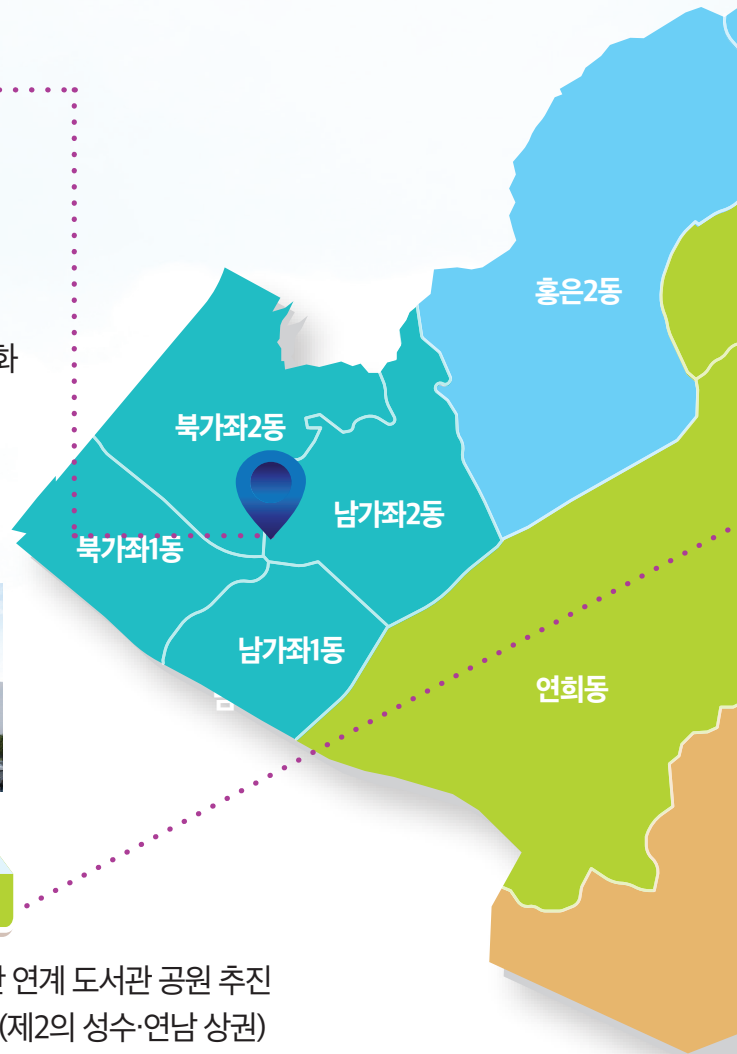 화
홍은2동
북가좌2동
남가좌2동
북가좌1동
남가좌1동
연희동
연계 도서관 공원 추진
(제2의 성수·연남 상권)